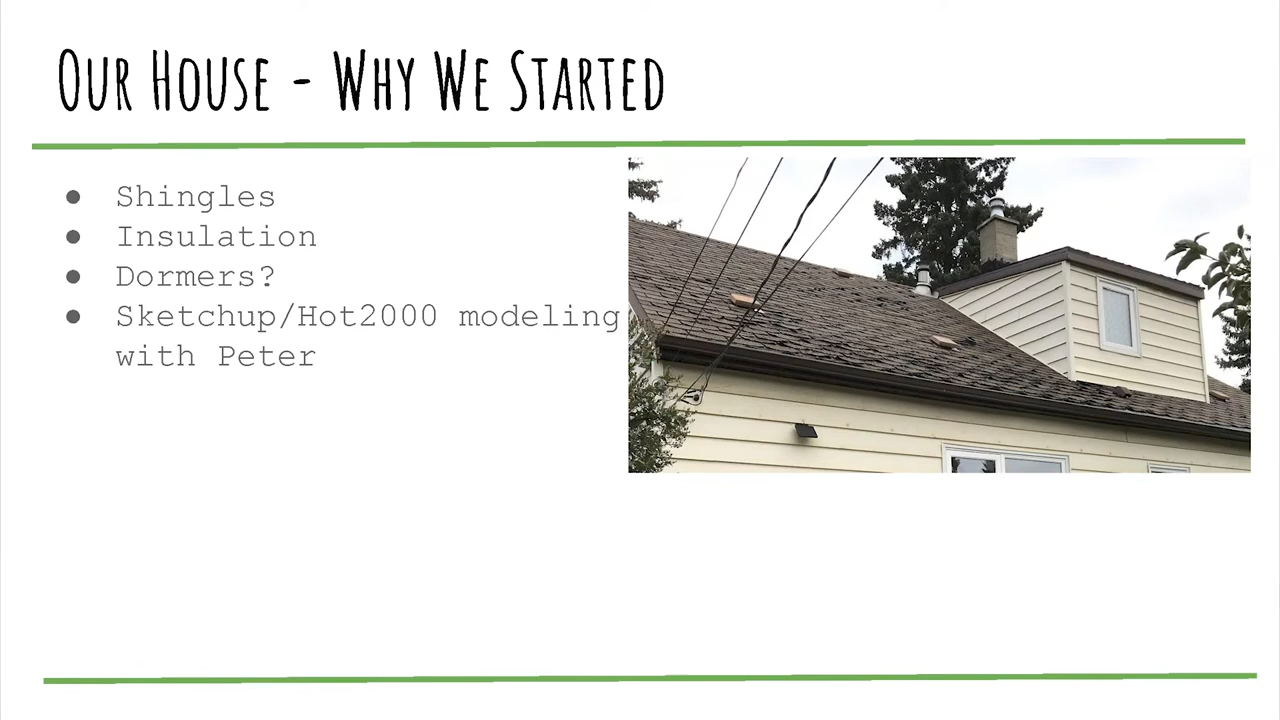 Our House - Why We Started
● Shingles
● Insulation
● Dormers?
● Sketchup/Hot2000 modeling
with Peter